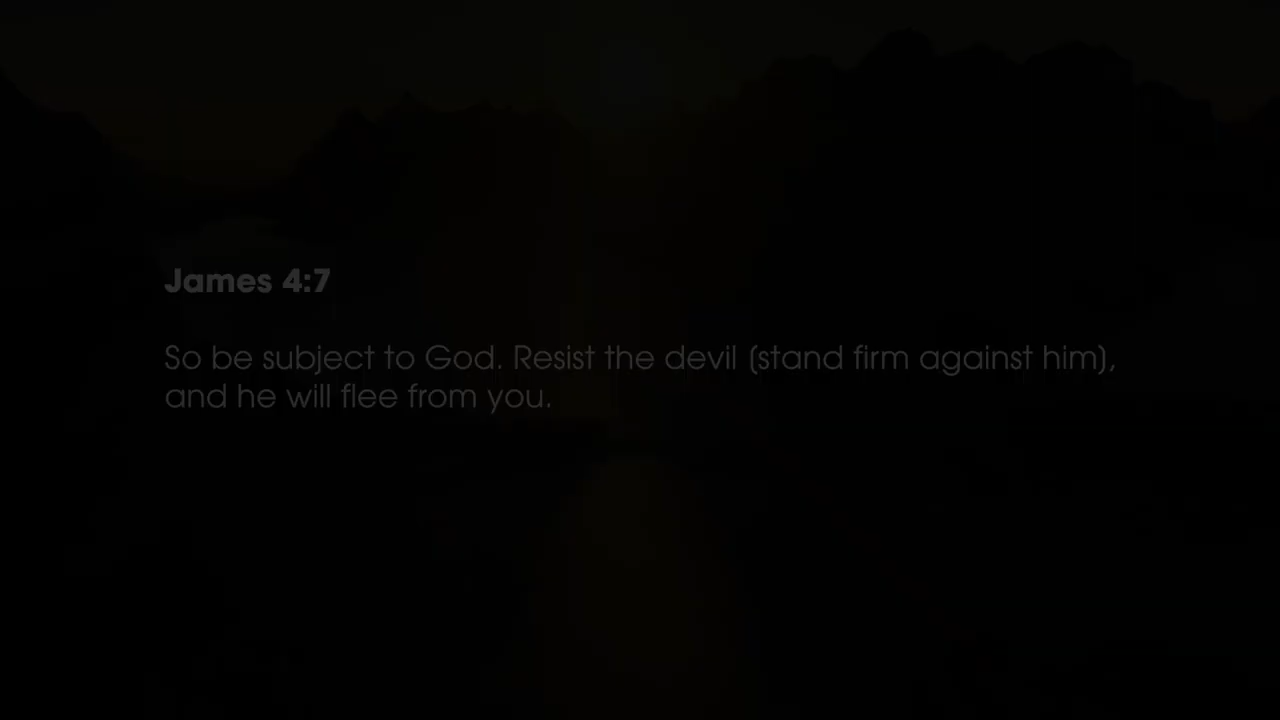 James 4:7
So be subject to God. Resist the devil (stand firm against him),
and he will flee from you.